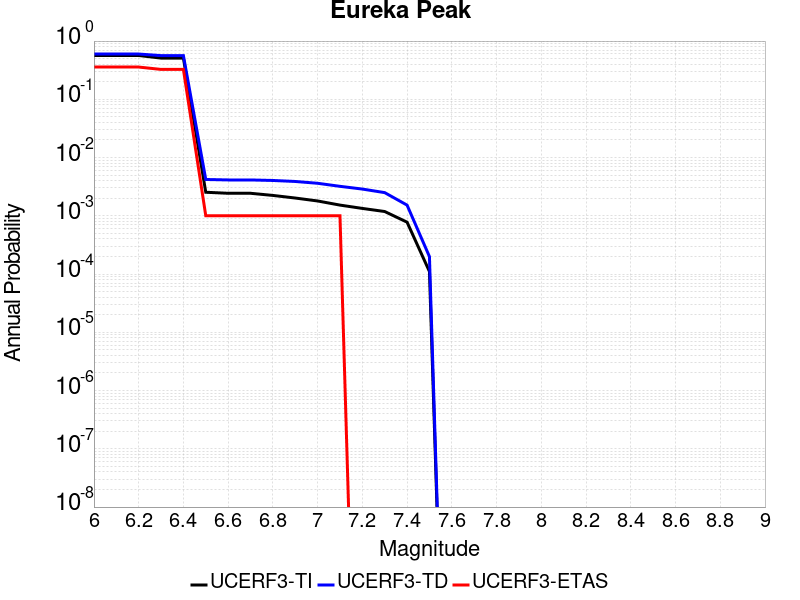 Eureka Peak
10^0
10^-1
10^-2
10^-3
10^-4
10^-5
10^-6
10^-7
10^-8
Annual Probability
6 6.2 6.4 6.6 6.8 7 7.2 7.4 7.6 7.8 8 8.2 8.4 8.6 8.8 9
Magnitude
UCERF3-TI UCERF3-TD UCERF3-ETAS